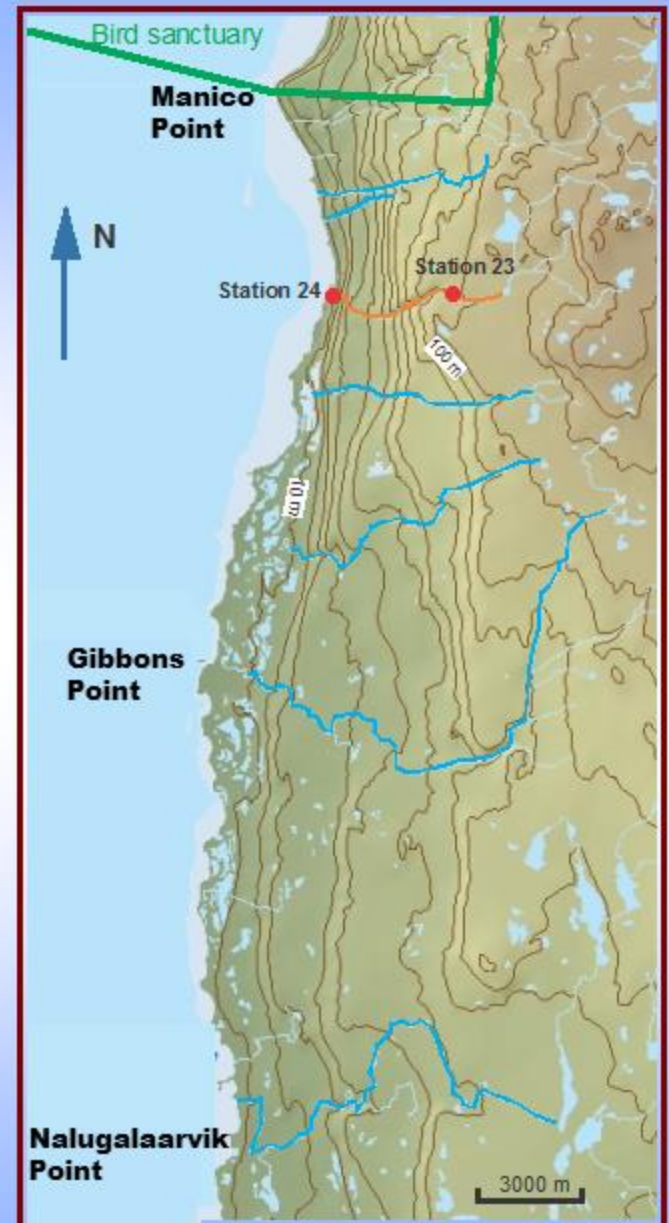 Bird sanctuary
Manico
Point
N
Station 23
Station 24
100 m
10 m
Gibbons
Point
Nalugalaarvik
Point
3000 m